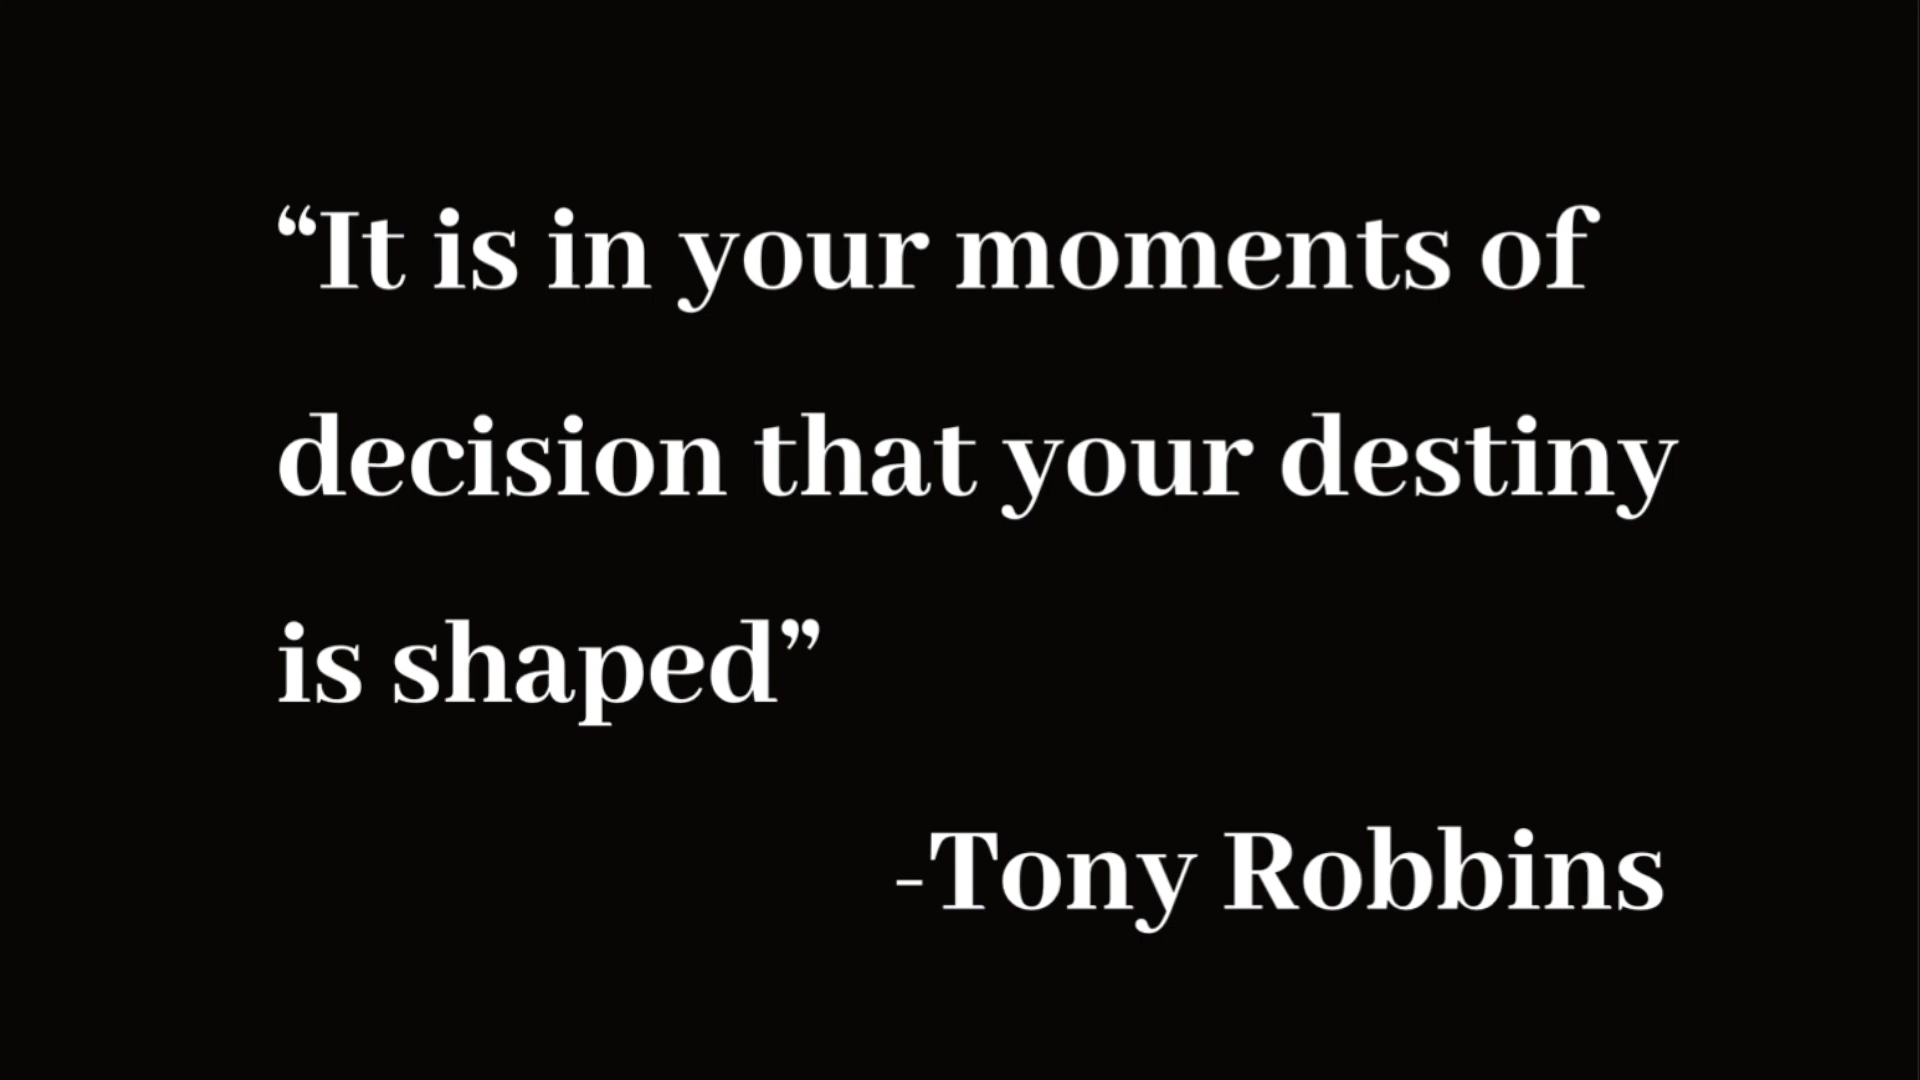 “It is in your moments of
decision that your destiny
is shaped”
-Tony Robbins